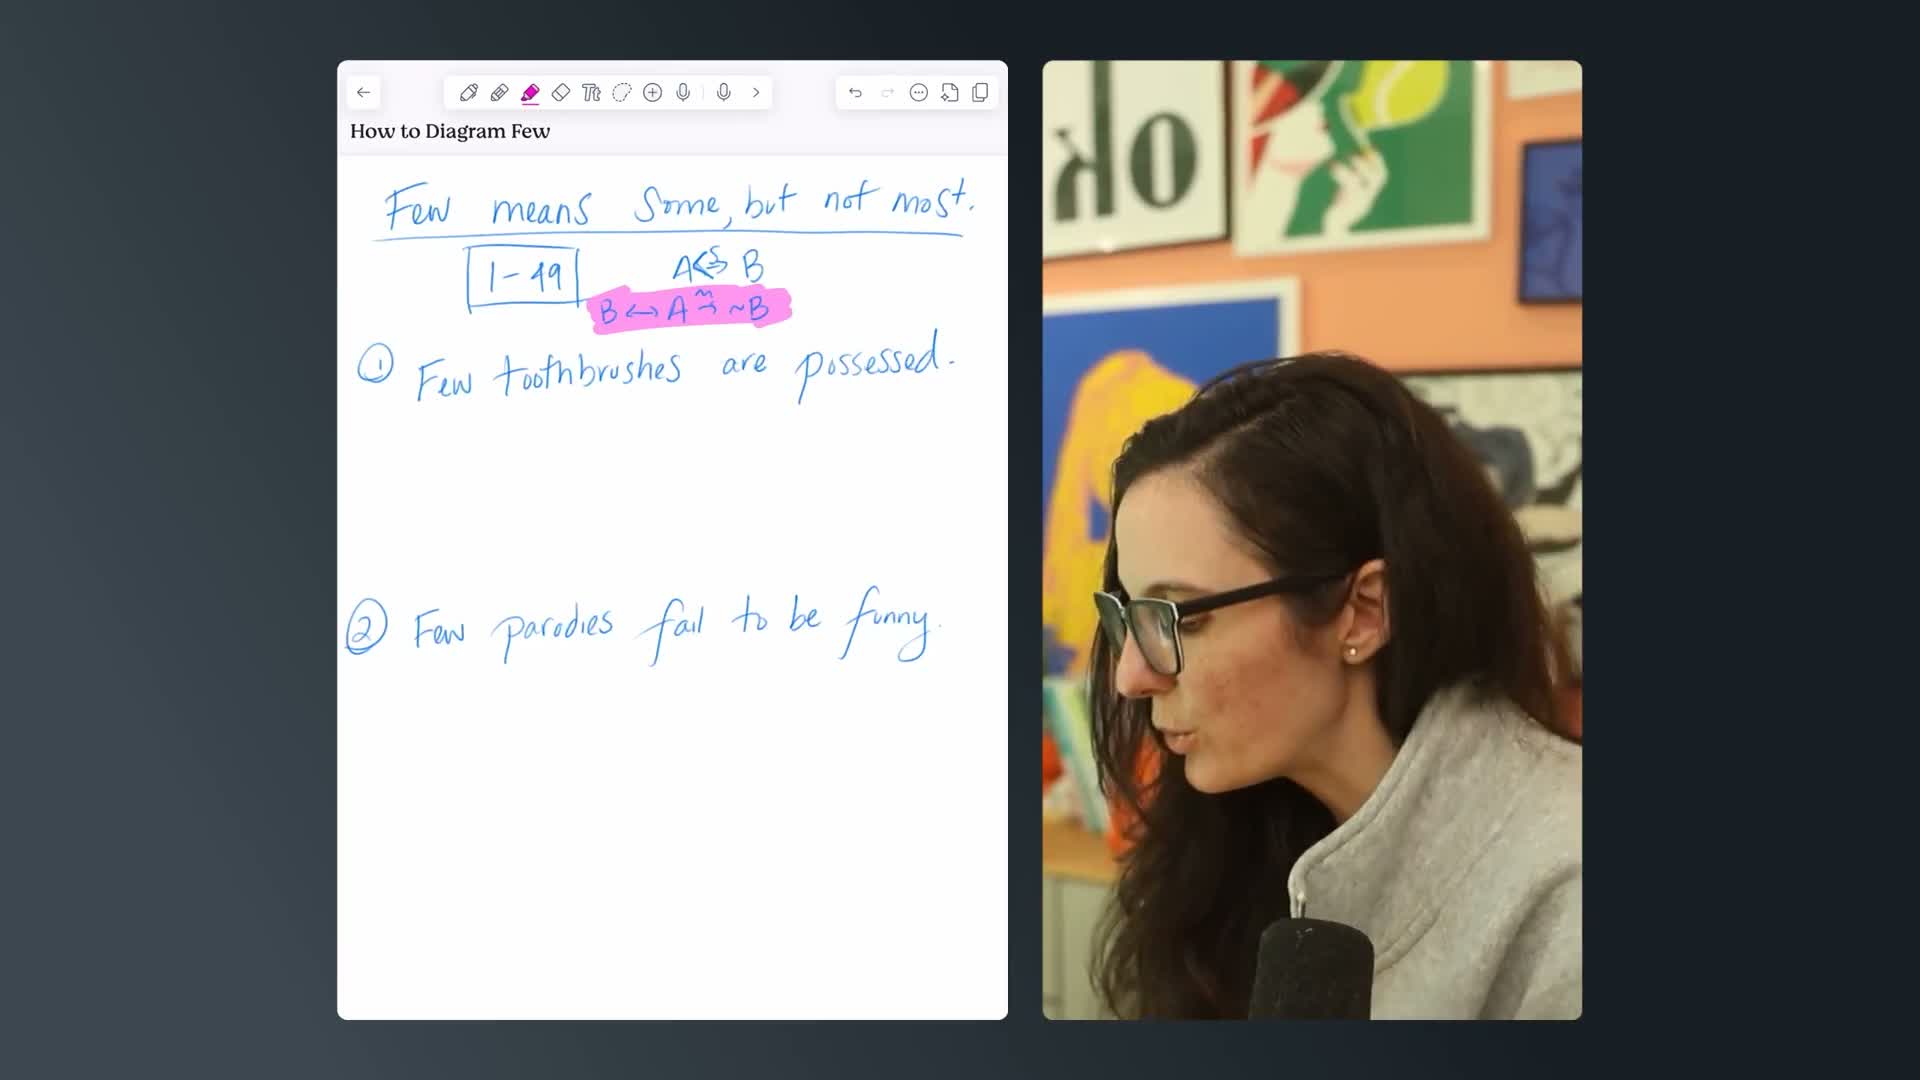 How to Diagram Few
Few means Some, but not most.
1-49
A <-S-> B
B <-> A -m-> ~B
① Few toothbrushes are possessed.
② Few parodies fail to be funny.
OK